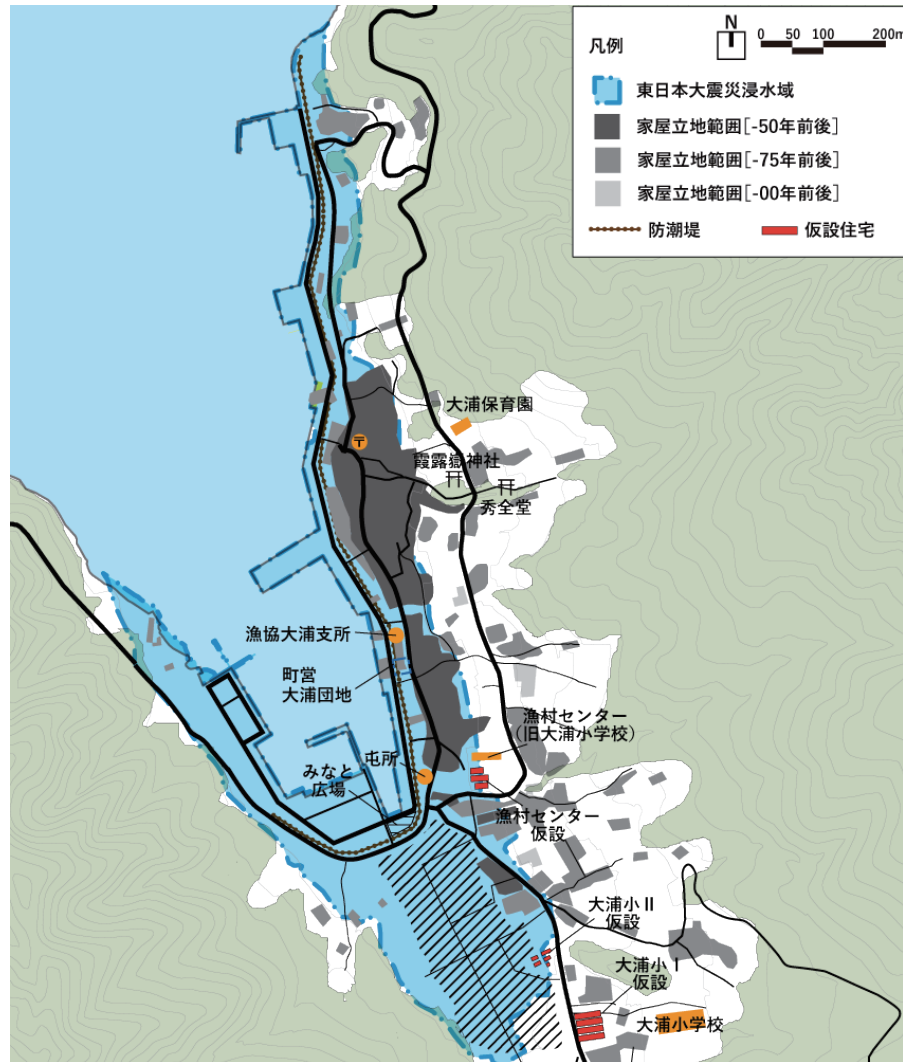 凡例
N
0 50 100 200m
東日本大震災浸水域
家屋立地範囲[-50年前後]
家屋立地範囲[-75年前後]
家屋立地範囲[-00年前後]
防潮堤
仮設住宅
大浦保育園
〒
霞露嶽神社
秀全堂
漁協大浦支所
町営
大浦団地
漁村センター
(旧大浦小学校)
屯所
みなと
広場
漁村センター
仮設
大浦小Ⅱ
仮設
大浦小Ⅰ
仮設
大浦小学校